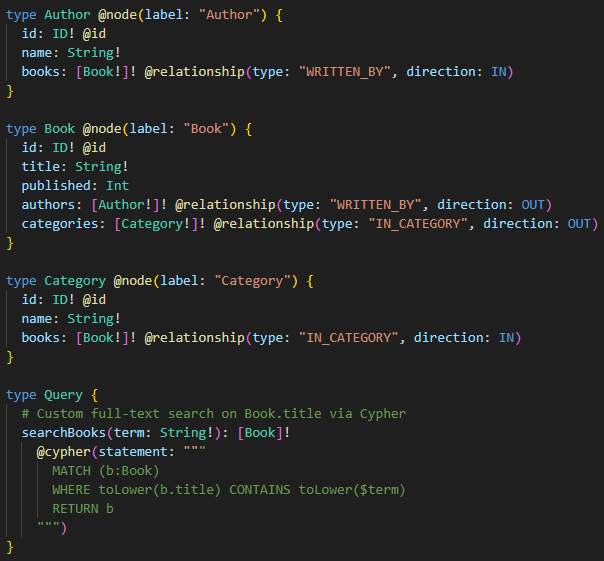 type Author @node(label: "Author") {
  id: ID! @id
  name: String!
  books: [Book!]! @relationship(type: "WRITTEN_BY", direction: IN)
}

type Book @node(label: "Book") {
  id: ID! @id
  title: String!
  published: Int
  authors: [Author!]! @relationship(type: "WRITTEN_BY", direction: OUT)
  categories: [Category!]! @relationship(type: "IN_CATEGORY", direction: OUT)
}

type Category @node(label: "Category") {
  id: ID! @id
  name: String!
  books: [Book!]! @relationship(type: "IN_CATEGORY", direction: IN)
}

type Query {
  # Custom full-text search on Book.title via Cypher
  searchBooks(term: String!): [Book]!
    @cypher(statement: """
      MATCH (b:Book)
      WHERE toLower(b.title) CONTAINS toLower($term)
      RETURN b
    """)
}